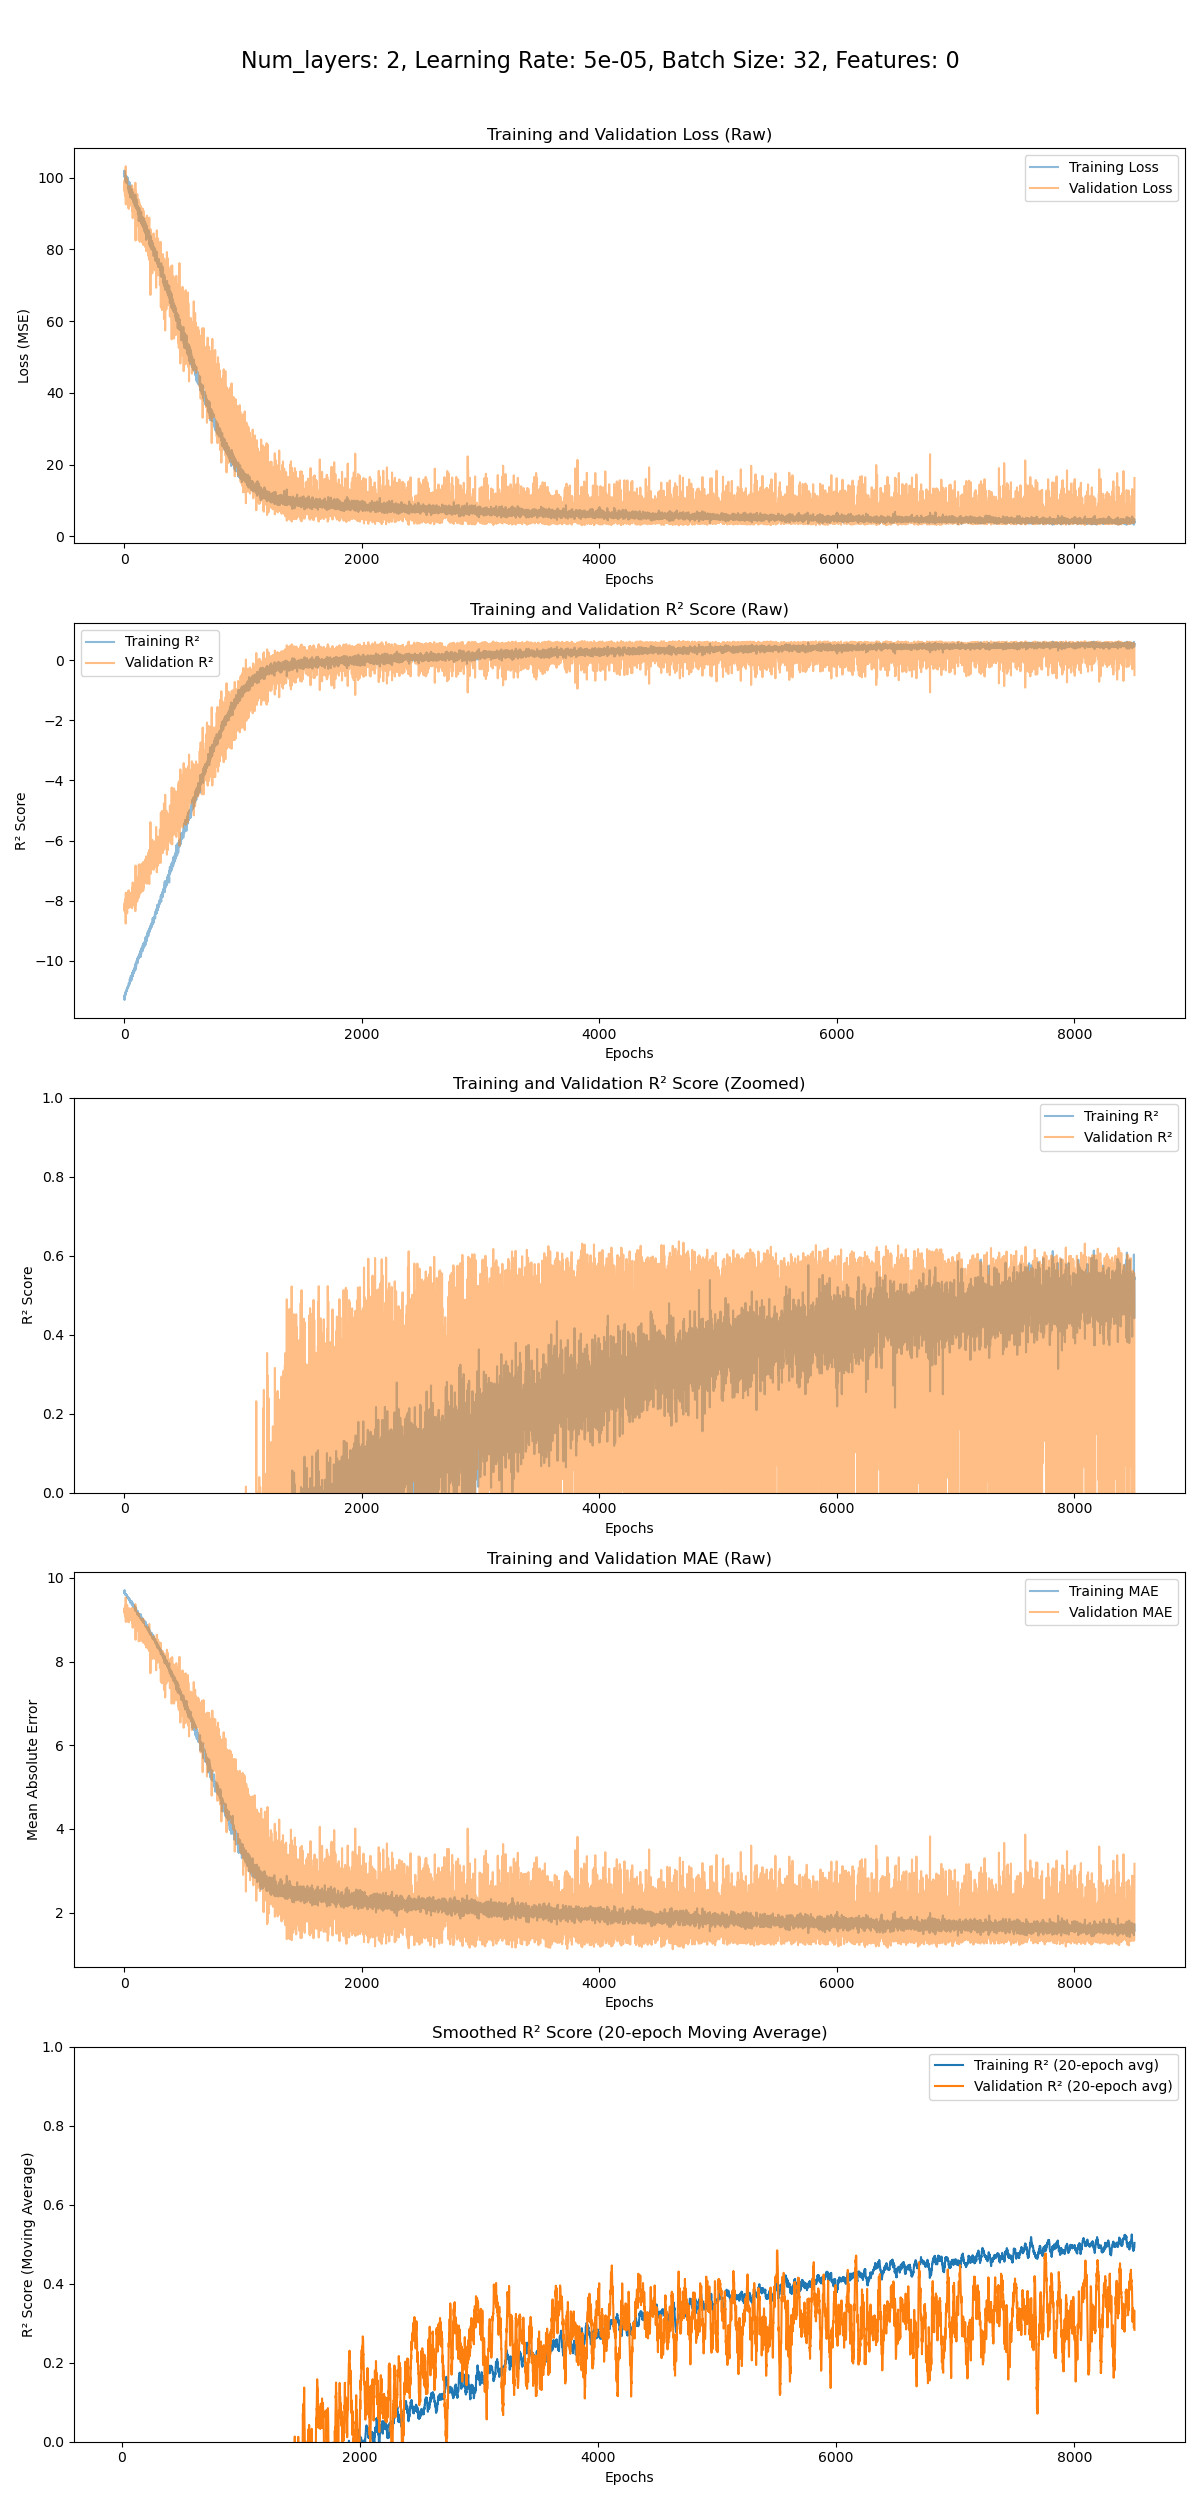 Num_layers: 2, Learning Rate: 5e-05, Batch Size: 32, Features: 0
Training and Validation Loss (Raw)
Training Loss
Validation Loss
100
80
60
40
20
0
Loss (MSE)
0 2000 4000 6000 8000
Epochs
Training and Validation R² Score (Raw)
Training R²
Validation R²
0
−2
−4
−6
−8
−10
R² Score
0 2000 4000 6000 8000
Epochs
Training and Validation R² Score (Zoomed)
Training R²
Validation R²
1.0
0.8
0.6
0.4
0.2
0.0
R² Score
0 2000 4000 6000 8000
Epochs
Training and Validation MAE (Raw)
Training MAE
Validation MAE
10
8
6
4
2
Mean Absolute Error
0 2000 4000 6000 8000
Epochs
Smoothed R² Score (20-epoch Moving Average)
Training R² (20-epoch avg)
Validation R² (20-epoch avg)
1.0
0.8
0.6
0.4
0.2
0.0
R² Score (Moving Average)
0 2000 4000 6000 8000
Epochs